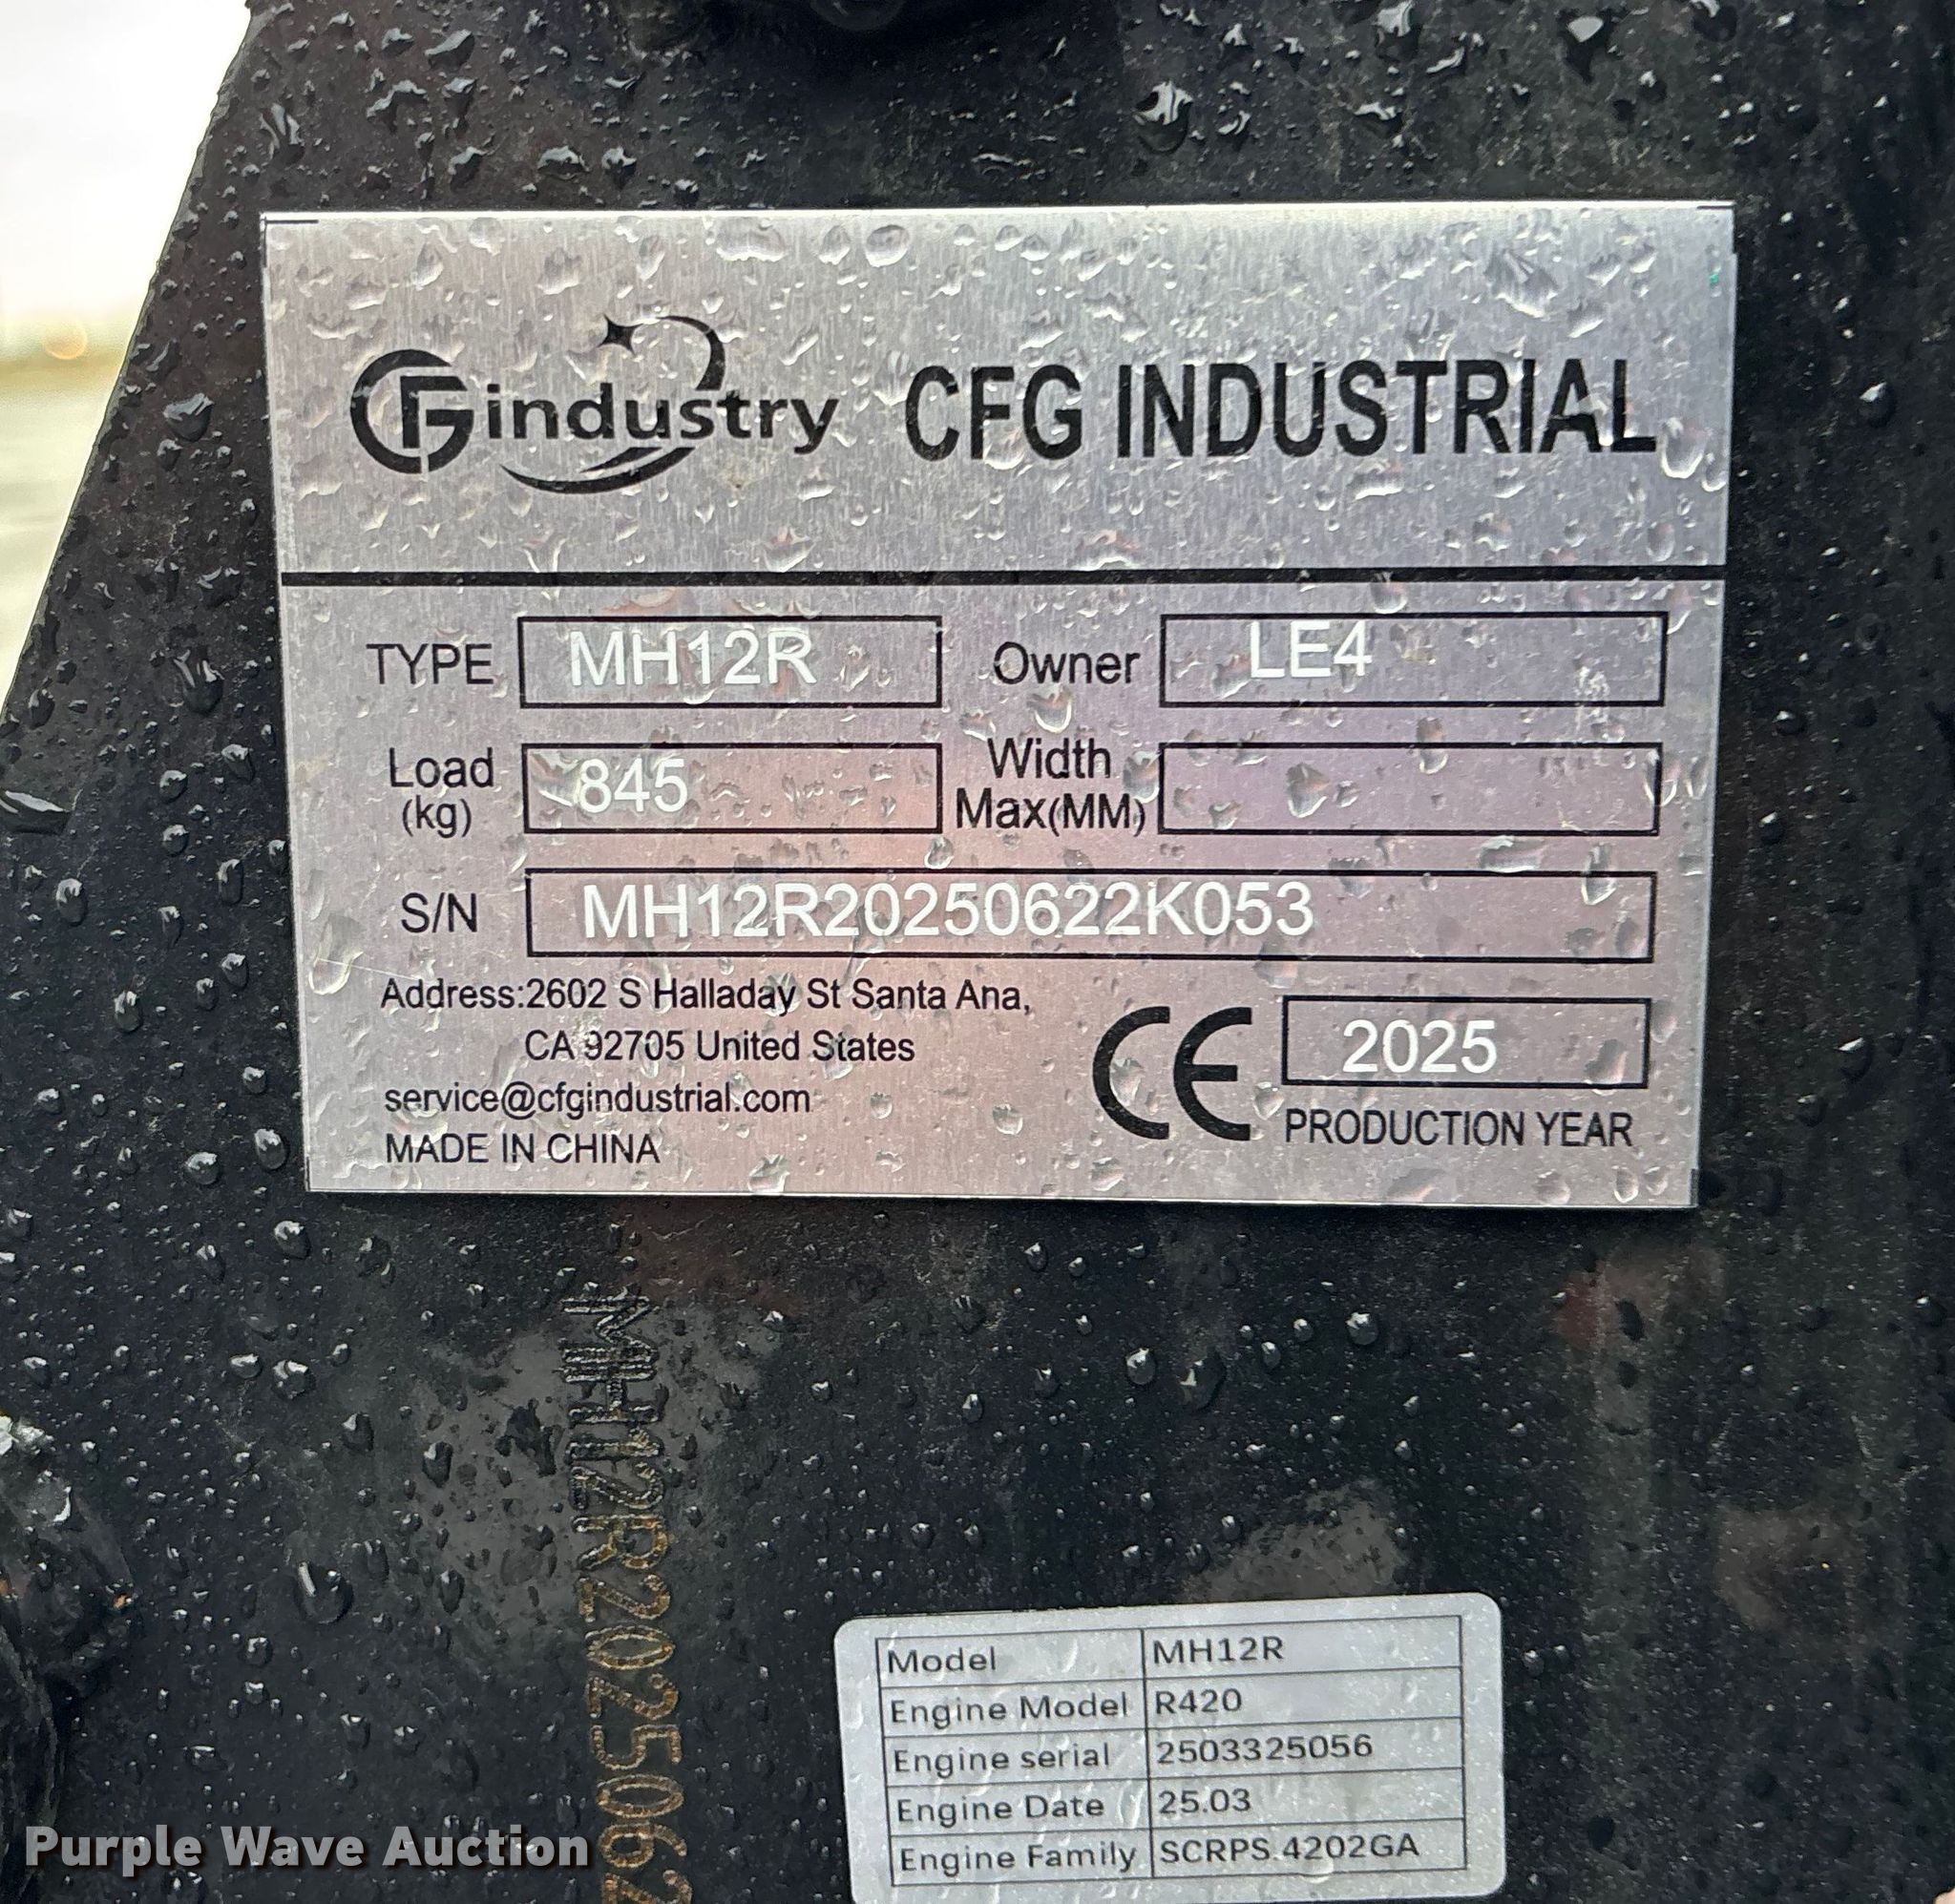 GFindustry CFG INDUSTRIAL
TYPE MH12R Owner LE4
Load (kg) 845 Width Max(MM)
S/N MH12R20250622K053
Address:2602 S Halladay St Santa Ana,
CA 92705 United States
service@cfgindustrial.com
MADE IN CHINA
CE 2025
PRODUCTION YEAR
MH12R2025062
Model MH12R
Engine Model R420
Engine serial 2503325056
Engine Date 25.03
Engine Family SCRPS.4202GA
Purple Wave Auction